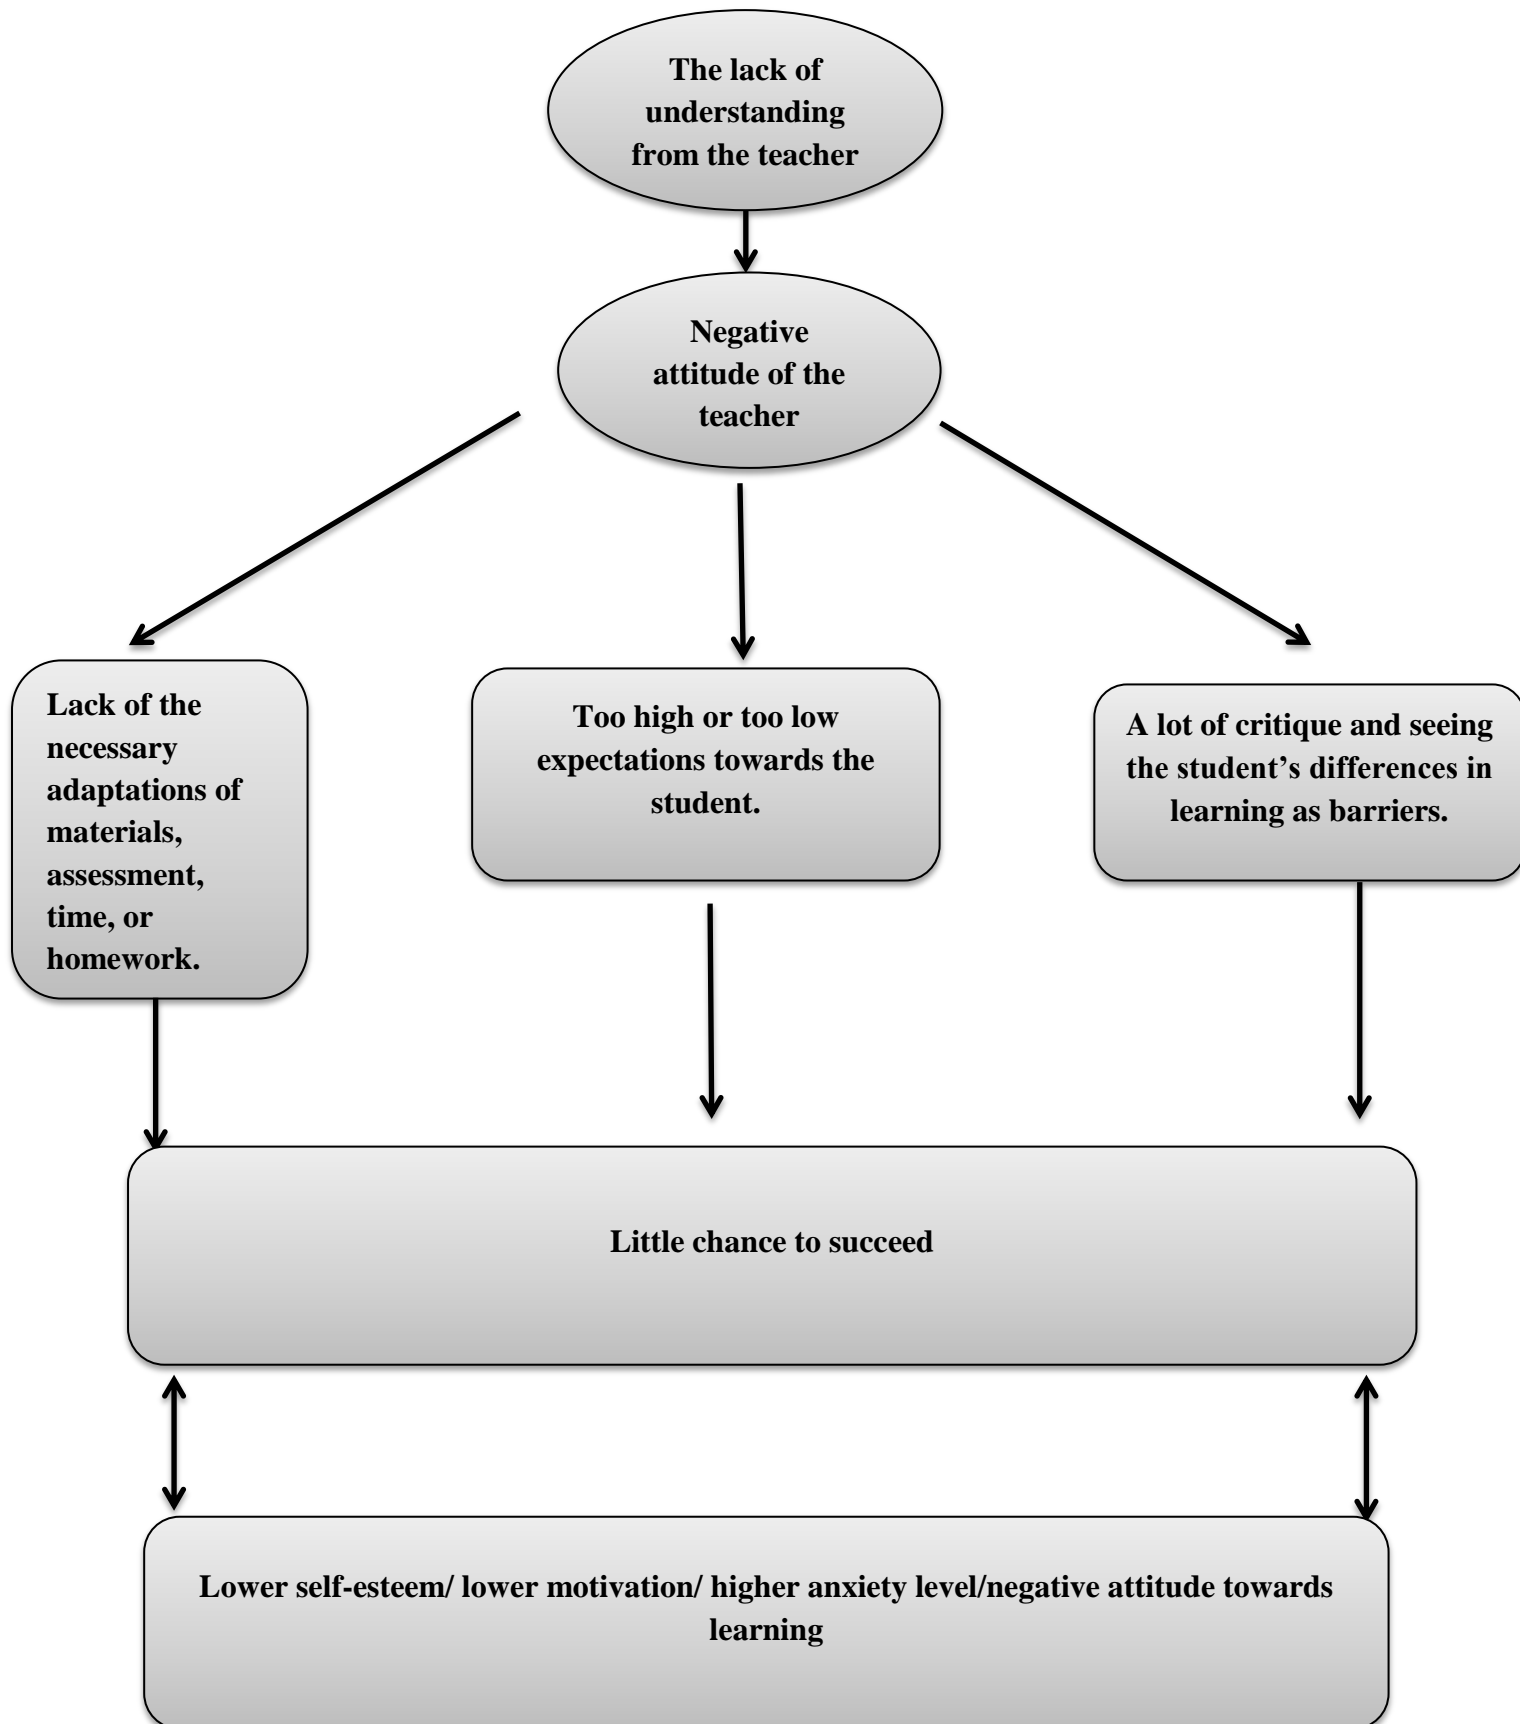 The lack of
understanding
from the teacher
Negative
attitude of the
teacher
Lack of the
necessary
adaptations of
materials,
assessment,
time, or
homework.
Too high or too low
expectations towards the
student.
A lot of critique and seeing
the student’s differences in
learning as barriers.
Little chance to succeed
Lower self-esteem/ lower motivation/ higher anxiety level/negative attitude towards
learning